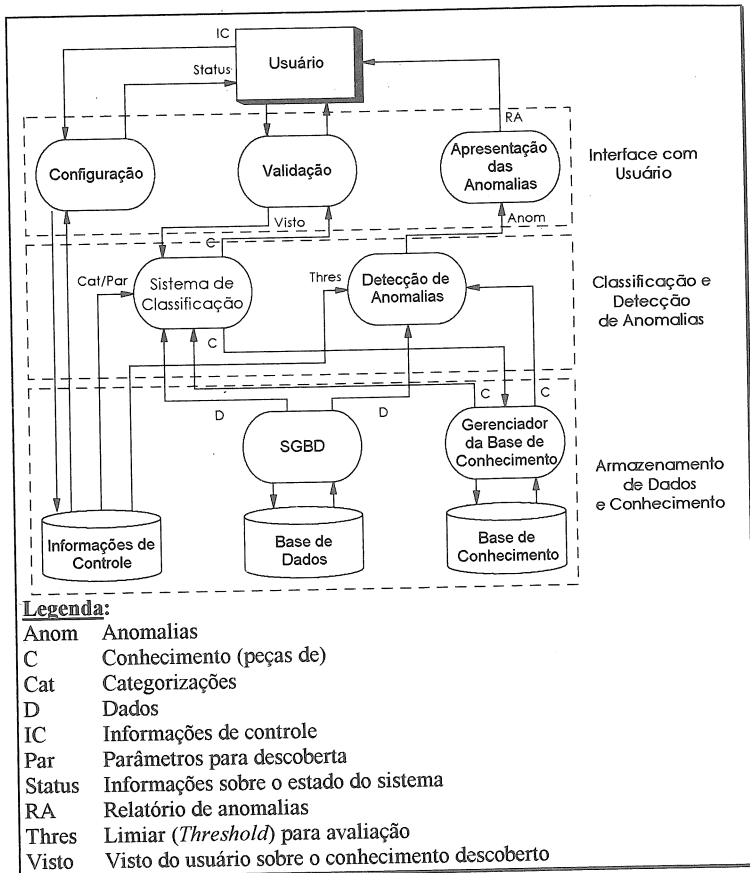 IC
Usuário
Status
RA
Configuração
Validação
Apresentação
das
Anomalias
Interface com
Usuário
Visto
Anom
C
Cat/Par
Sistema de
Classificação
Thres
Detecção de
Anomalias
Classificação e
Detecção
de Anomalias
C
C
C
D
D
SGBD
Gerenciador
da Base de
Conhecimento
Armazenamento
de Dados
e Conhecimento
Informações de
Controle
Base de
Dados
Base de
Conhecimento
Legenda:
Anom Anomalias
C Conhecimento (peças de)
Cat Categorizações
D Dados
IC Informações de controle
Par Parâmetros para descoberta
Status Informações sobre o estado do sistema
RA Relatório de anomalias
Thres Limiar (Threshold) para avaliação
Visto Visto do usuário sobre o conhecimento descoberto